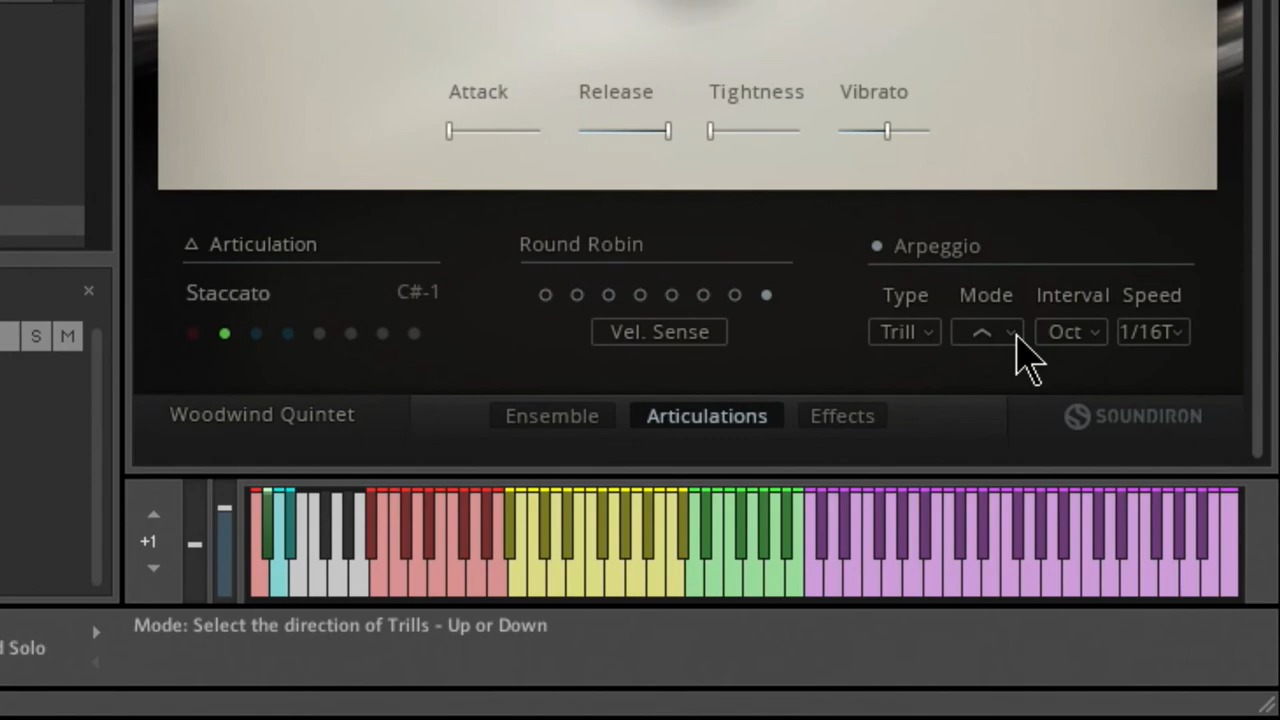 Attack Release Tightness Vibrato
Articulation Round Robin Arpeggio
Staccato C#-1
Type Mode Interval Speed
Vel. Sense Trill Oct 1/16T
S M
Woodwind Quintet Ensemble Articulations Effects SOUNDIRON
+1
Mode: Select the direction of Trills - Up or Down
Solo